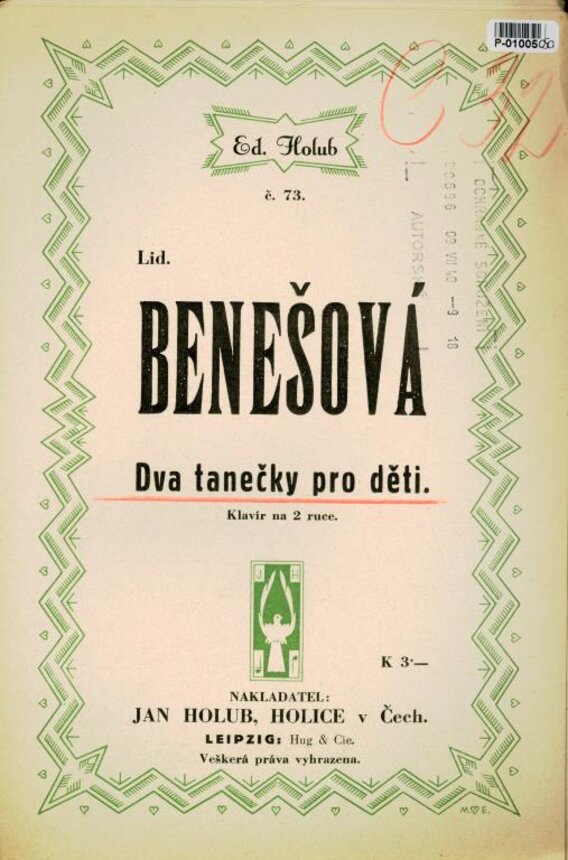 P-01005
C 32
Ed. Holub
č. 73.
Lid.
BENEŠOVÁ
Dva tanečky pro děti.
Klavír na 2 ruce.
J H
K 3·—
NAKLADATEL:
JAN HOLUB, HOLICE v Čech.
LEIPZIG: Hug & Cie.
Veškerá práva vyhrazena.
M E.